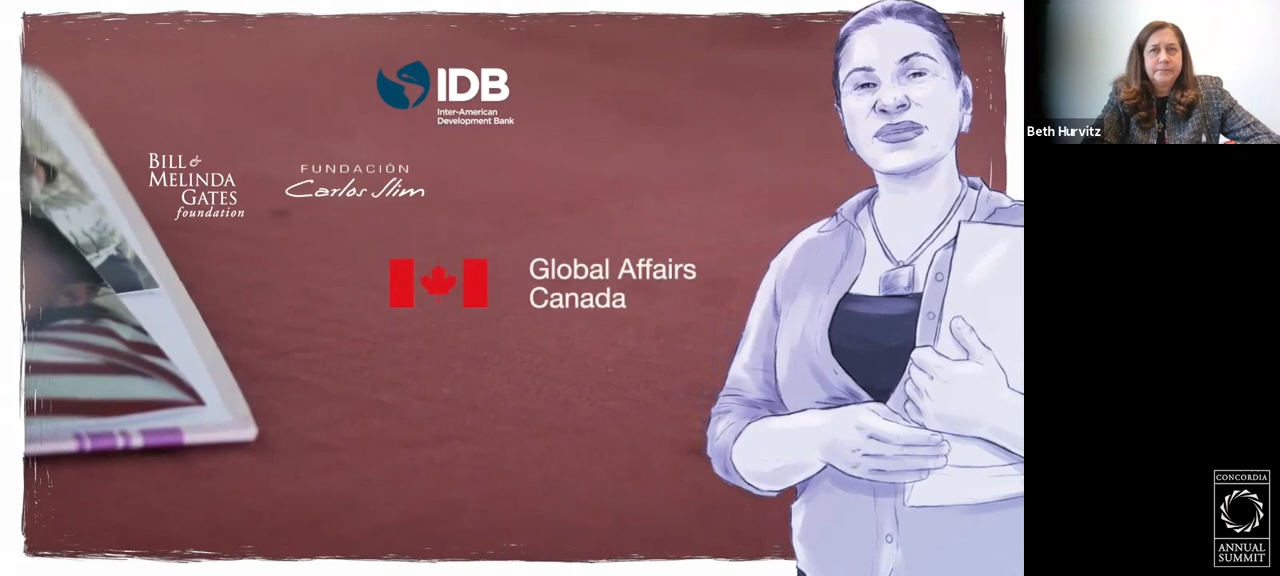 IDB
Inter-American
Development Bank
BILL &
MELINDA
GATES
foundation
FUNDACIÓN
Carlos Slim
Global Affairs
Canada
Beth Hurvitz
CONCORDIA
ANNUAL
SUMMIT